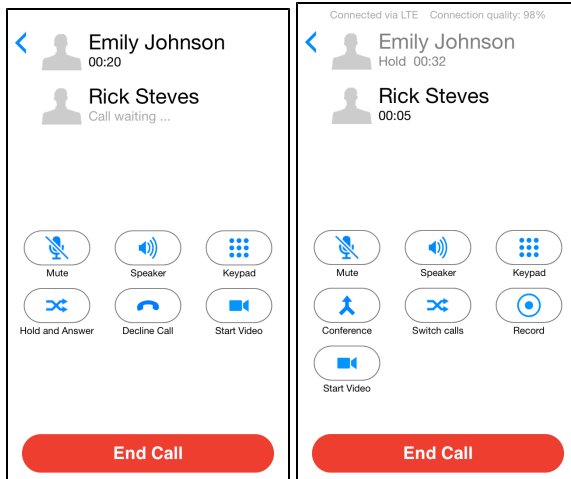 Emily Johnson
00:20
Rick Steves
Call waiting ...
Mute Speaker Keypad
Hold and Answer Decline Call Start Video
End Call
Connected via LTE Connection quality: 98%
Emily Johnson
Hold 00:32
Rick Steves
00:05
Mute Speaker Keypad
Conference Switch calls Record
Start Video
End Call